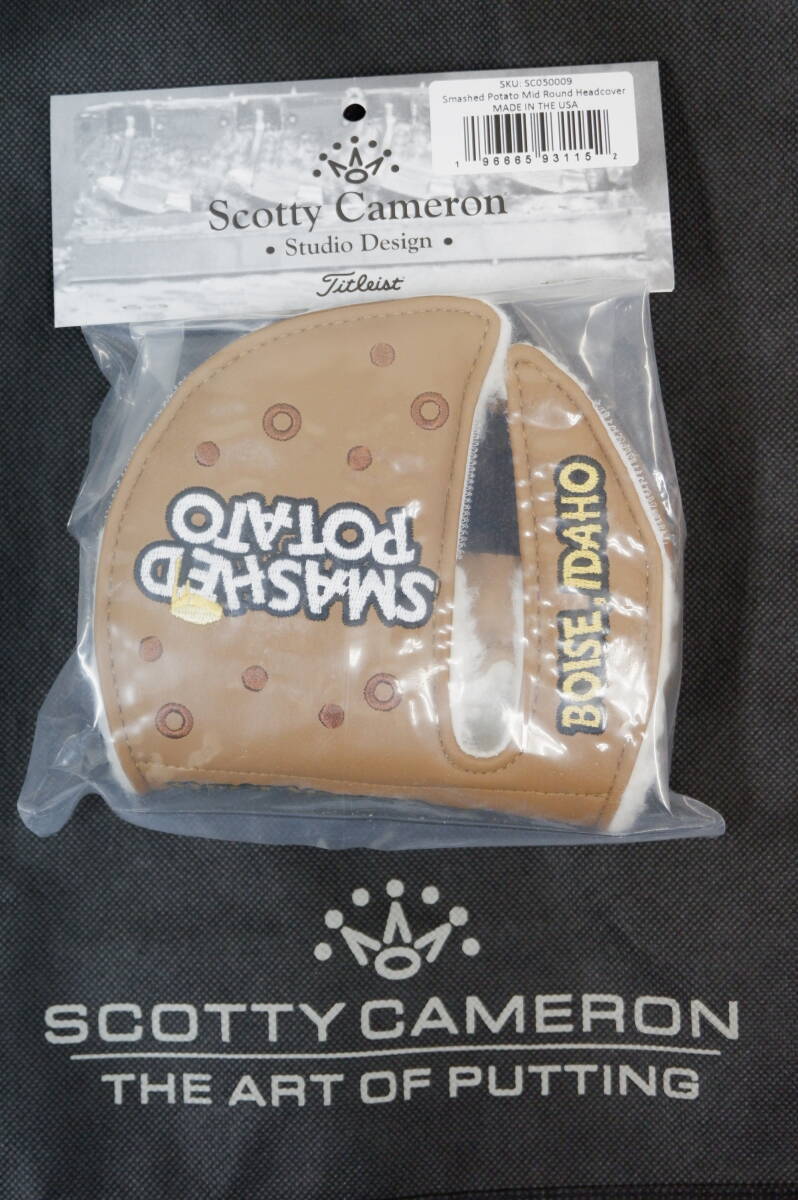 SKU: SC050009
Smashed Potato Mid Round Headcover
MADE IN THE USA
1 96665 93115 2
Scotty Cameron
• Studio Design •
Titleist
SMASHED
POTATO
BOISE, IDAHO
SCOTTY CAMERON
THE ART OF PUTTING